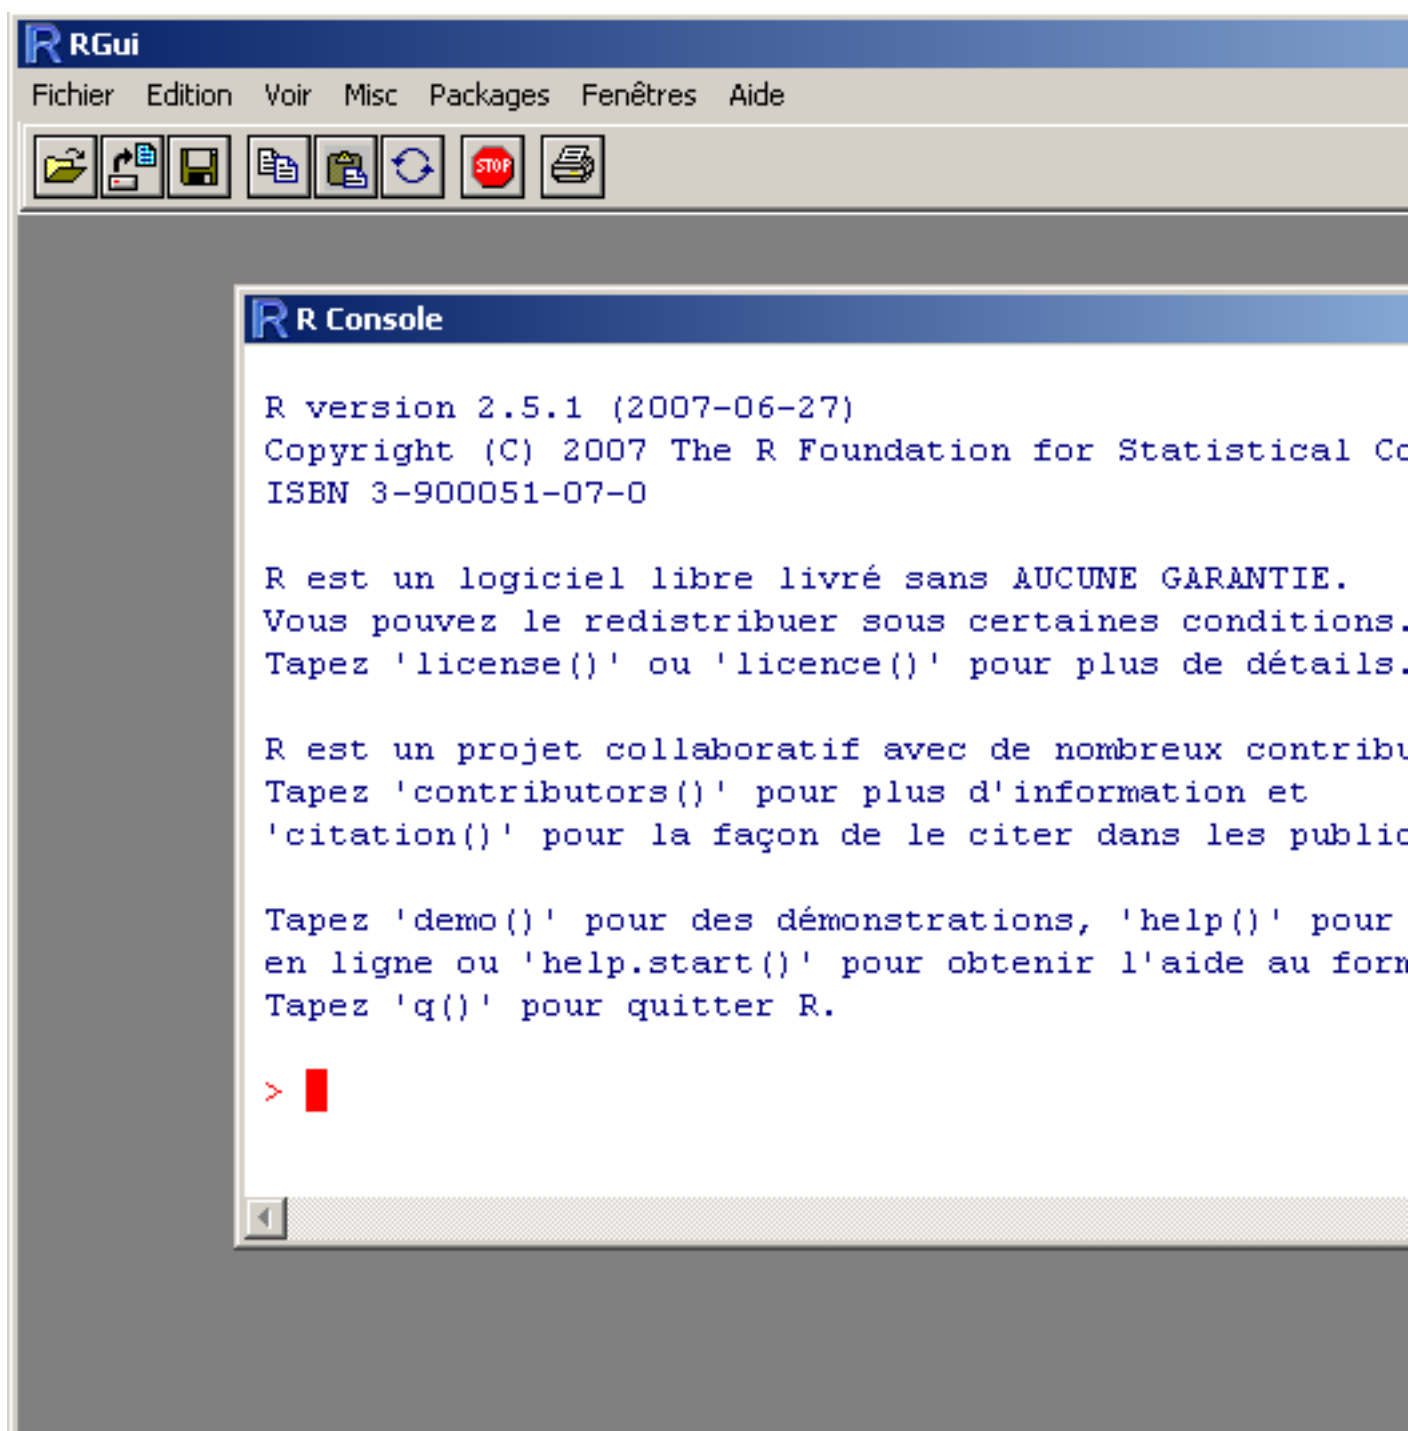 RGui
Fichier Edition Voir Misc Packages Fenêtres Aide
STOP
R Console
R version 2.5.1 (2007-06-27)
Copyright (C) 2007 The R Foundation for Statistical
ISBN 3-900051-07-0
R est un logiciel libre livré sans AUCUNE GARANTIE.
Vous pouvez le redistribuer sous certaines conditions.
Tapez 'license()' ou 'licence()' pour plus de détails.
R est un projet collaboratif avec de nombreux
Tapez 'contributors()' pour plus d'information et
'citation()' pour la façon de le citer dans les
Tapez 'demo()' pour des démonstrations, 'help()' pour
en ligne ou 'help.start()' pour obtenir l'aide au
Tapez 'q()' pour quitter R.
>